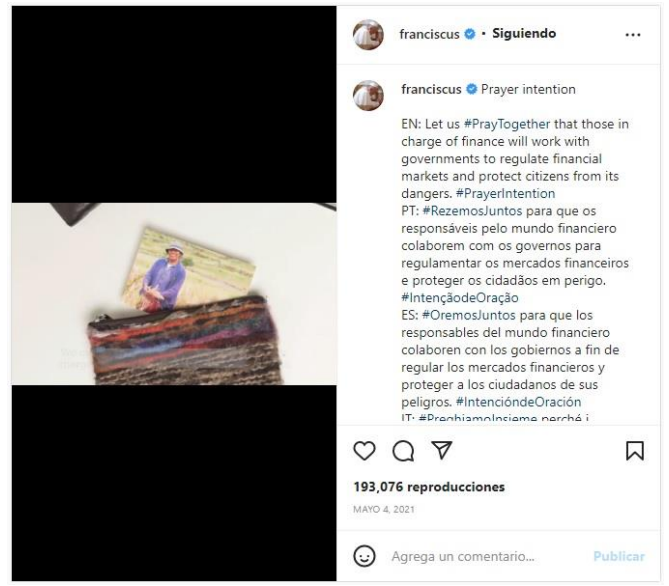 franciscus • Siguiendo
franciscus Prayer intention
EN: Let us #PrayTogether that those in
charge of finance will work with
governments to regulate financial
markets and protect citizens from its
dangers. #PrayerIntention
PT: #RezemosJuntos para que os
responsáveis pelo mundo financeiro
colaborem com os governos para
regulamentar os mercados financeiros
e proteger os cidadãos em perigo.
#IntençãodeOração
ES: #OremosJuntos para que los
responsables del mundo financiero
colaboren con los gobiernos a fin de
regular los mercados financieros y
proteger a los ciudadanos de sus
peligros. #IntencióndeOración
IT: #PreghiamoInsieme perché i
193,076 reproducciones
MAYO 4, 2021
Agrega un comentario... Publicar